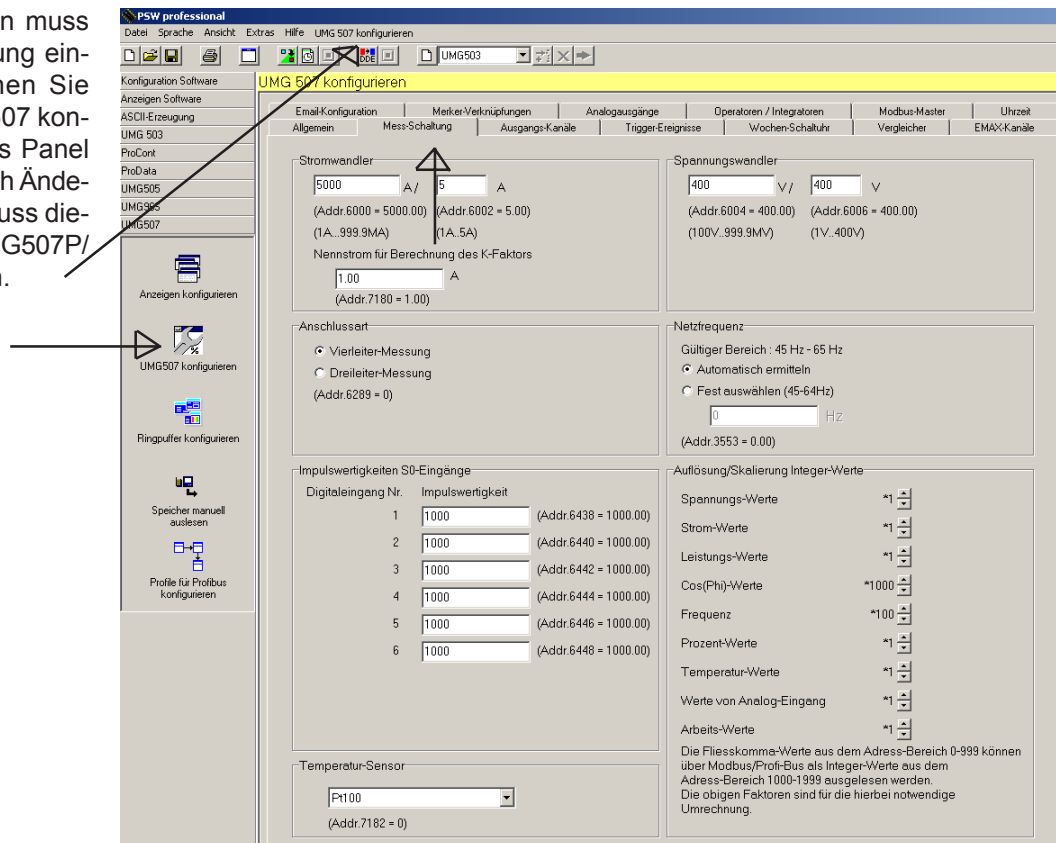 n muss
ung ein-
nen Sie
07 kon-
s Panel
h Ände-
uss die-
G507P/
.
PSW professional
Datei Sprache Ansicht Extras Hilfe UMG 507 konfigurieren
DDE
UMG503
Konfiguration Software
Anzeigen Software
ASCII-Erzeugung
UMG 503
ProCont
ProData
UMG505
UMG507
Anzeigen konfigurieren
UMG507 konfigurieren
Ringpuffer konfigurieren
Speicher manuell
auslesen
Profile für Profibus
konfigurieren
UMG 507 konfigurieren
Email-Konfiguration Merker-Verknüpfungen Analogausgänge Operatoren / Integratoren Modbus-Master Uhrzeit
Allgemein Mess-Schaltung Ausgangs-Kanäle Trigger-Ereignisse Wochen-Schaltuhr Vergleicher EMAX-Kanäle
Stromwandler
5000 A / 5 A
(Addr.6000 = 5000.00) (Addr.6002 = 5.00)
(1A...999.9MA) (1A..5A)
Nennstrom für Berechnung des K-Faktors
1.00 A
(Addr.7180 = 1.00)
Spannungswandler
400 V / 400 V
(Addr.6004 = 400.00) (Addr.6006 = 400.00)
(100V..999.9MV) (1V..400V)
Anschlussart
Vierleiter-Messung
Dreileiter-Messung
(Addr.6289 = 0)
Netzfrequenz
Gültiger Bereich : 45 Hz - 65 Hz
Automatisch ermitteln
Fest auswählen (45-64Hz)
0 Hz
(Addr.3553 = 0.00)
Impulswertigkeiten S0-Eingänge
Digitaleingang Nr. Impulswertigkeit
1 1000 (Addr.6438 = 1000.00)
2 1000 (Addr.6440 = 1000.00)
3 1000 (Addr.6442 = 1000.00)
4 1000 (Addr.6444 = 1000.00)
5 1000 (Addr.6446 = 1000.00)
6 1000 (Addr.6448 = 1000.00)
Auflösung/Skalierung Integer-Werte
Spannungs-Werte *1
Strom-Werte *1
Leistungs-Werte *1
Cos(Phi)-Werte *1000
Frequenz *100
Prozent-Werte *1
Temperatur-Werte *1
Werte von Analog-Eingang *1
Arbeits-Werte *1
Die Fliesskomma-Werte aus dem Adress-Bereich 0-999 können
über Modbus/Profi-Bus als Integer-Werte aus dem
Adress-Bereich 1000-1999 ausgelesen werden.
Die obigen Faktoren sind für die hierbei notwendige
Umrechnung.
Temperatur-Sensor
Pt100
(Addr.7182 = 0)